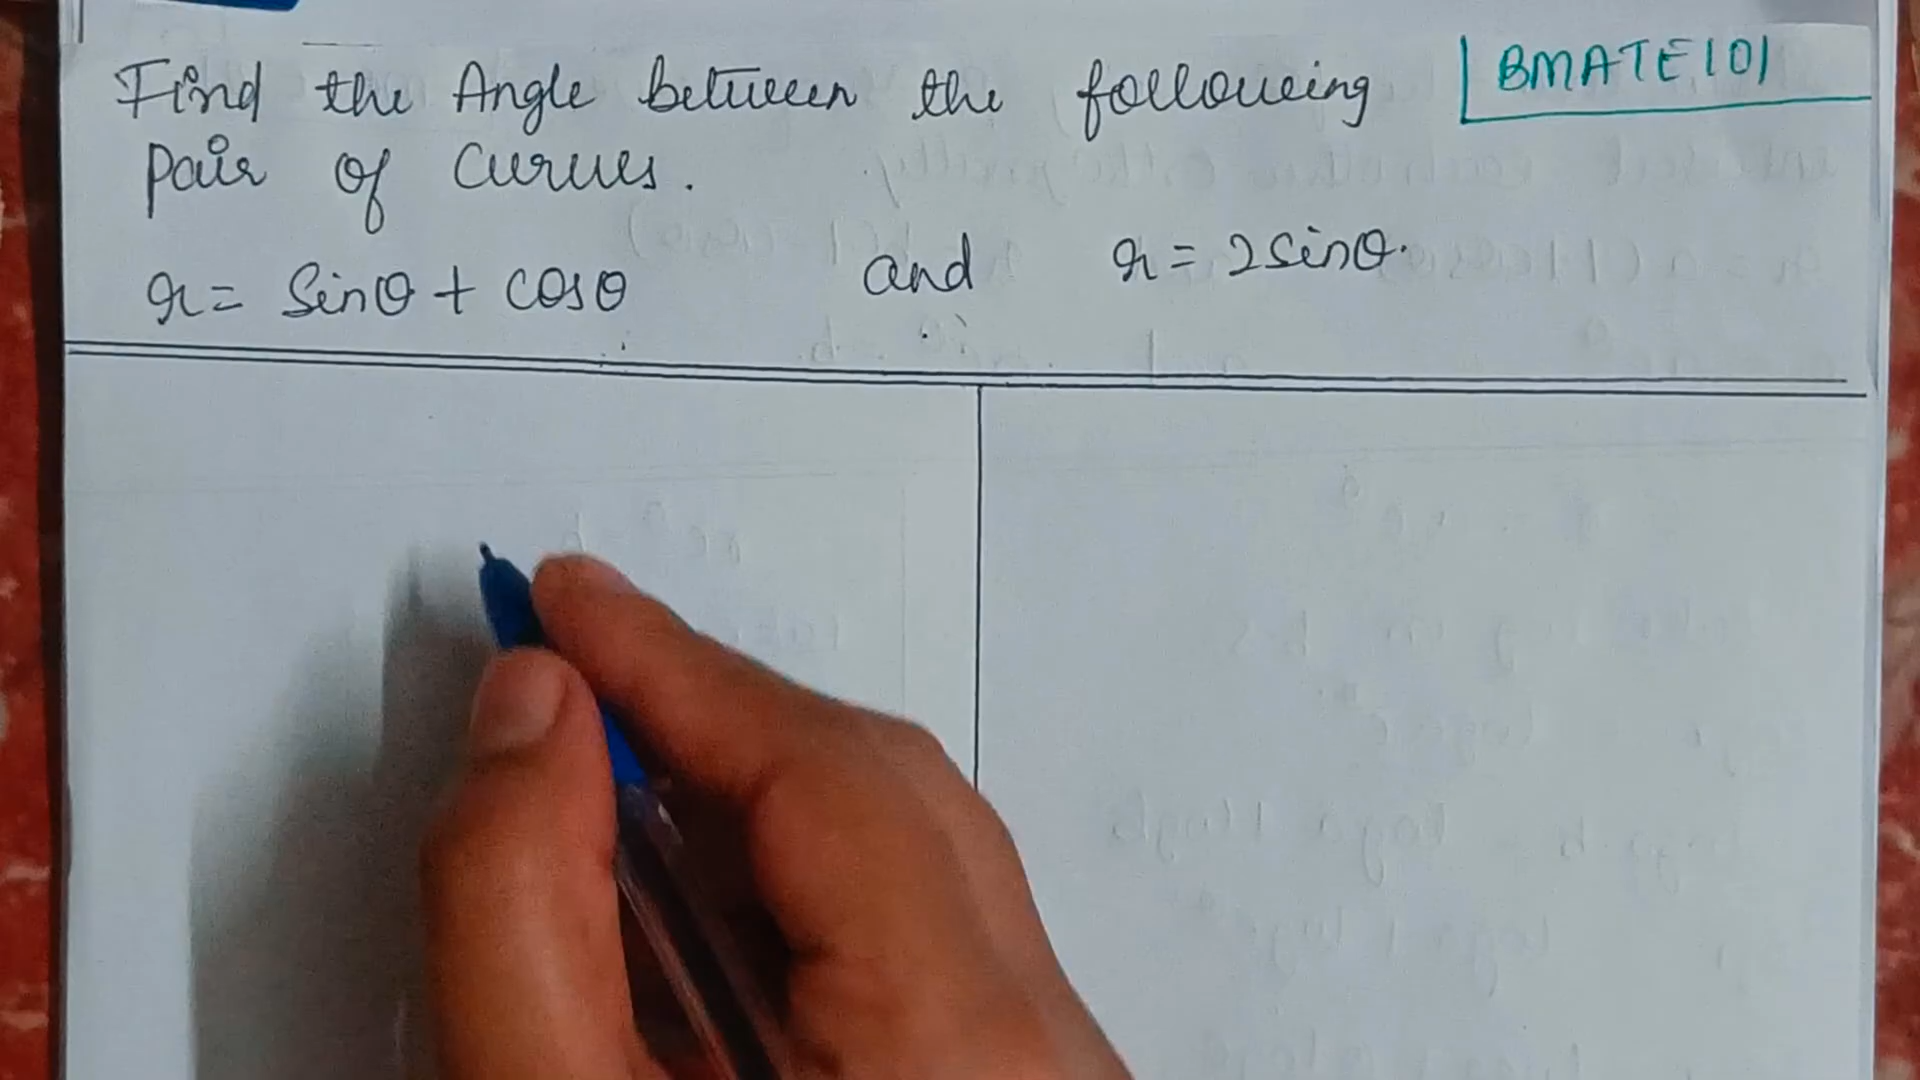 Find the Angle between the following
pair of Curves.
r = Sinθ + cosθ and r = 2Sinθ.
BMATE101